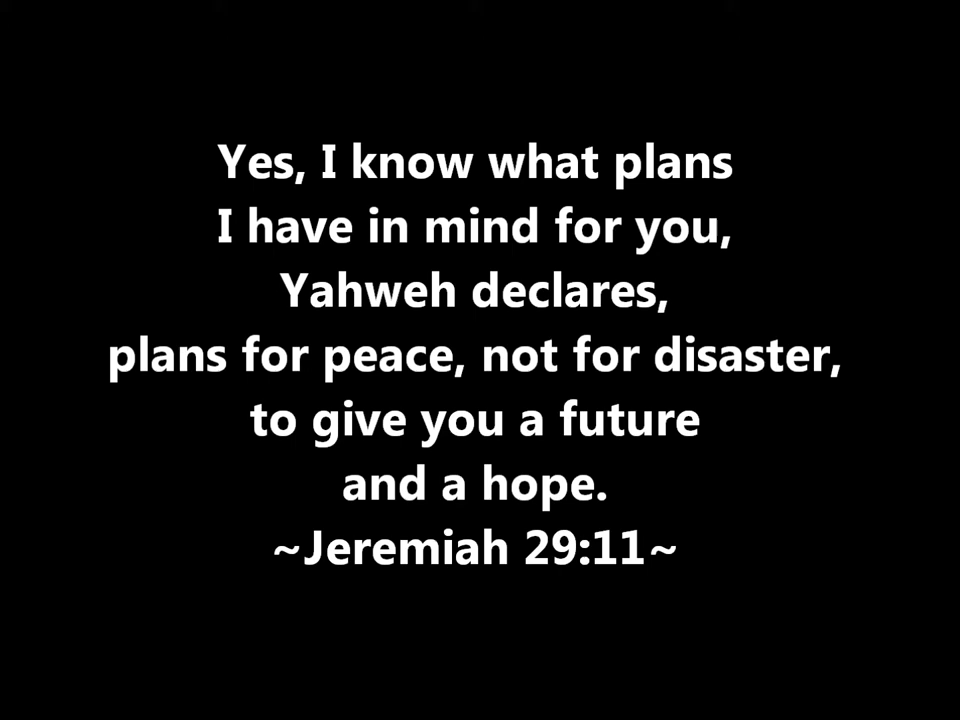 Yes, I know what plans
I have in mind for you,
Yahweh declares,
plans for peace, not for disaster,
to give you a future
and a hope.
~Jeremiah 29:11~